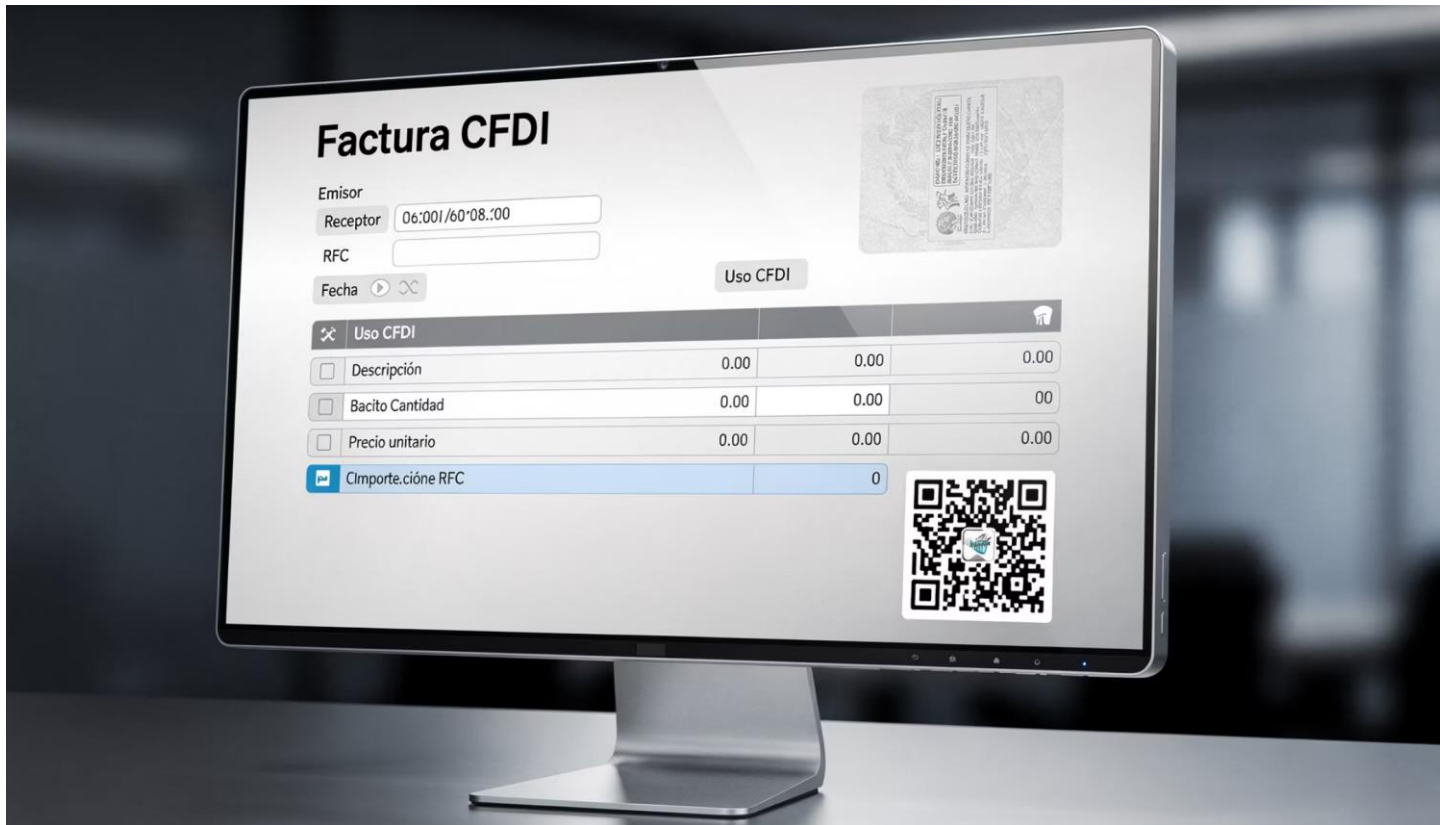 Factura CFDI
Emisor
Receptor 06:001/60°08.:00
RFC
Fecha
Uso CFDI
Uso CFDI
Descripción 0.00 0.00 0.00
Bacito Cantidad 0.00 0.00 00
Precio unitario 0.00 0.00 0.00
CImporte.cióne RFC 0